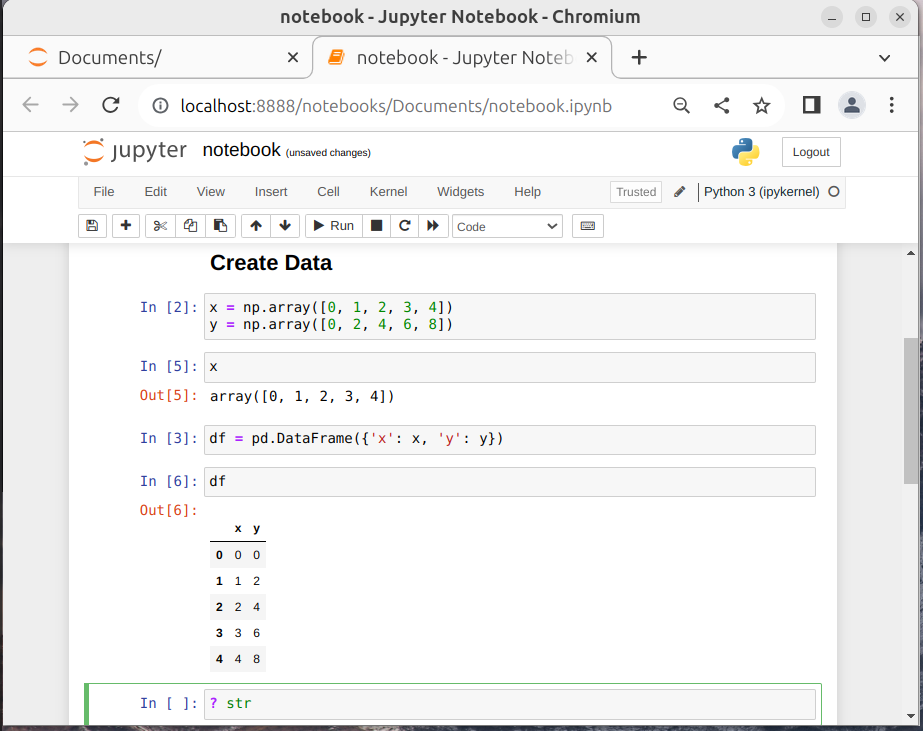 notebook - Jupyter Notebook - Chromium
Documents/
notebook - Jupyter Noteb
localhost:8888/notebooks/Documents/notebook.ipynb
jupyter notebook (unsaved changes)
Logout
File Edit View Insert Cell Kernel Widgets Help Trusted Python 3 (ipykernel)
Run Code
Create Data
In [2]: x = np.array([0, 1, 2, 3, 4])
y = np.array([0, 2, 4, 6, 8])
In [5]: x
Out[5]: array([0, 1, 2, 3, 4])
In [3]: df = pd.DataFrame({'x': x, 'y': y})
In [6]: df
Out[6]:
x y
0 0 0
1 1 2
2 2 4
3 3 6
4 4 8
In [ ]: ? str